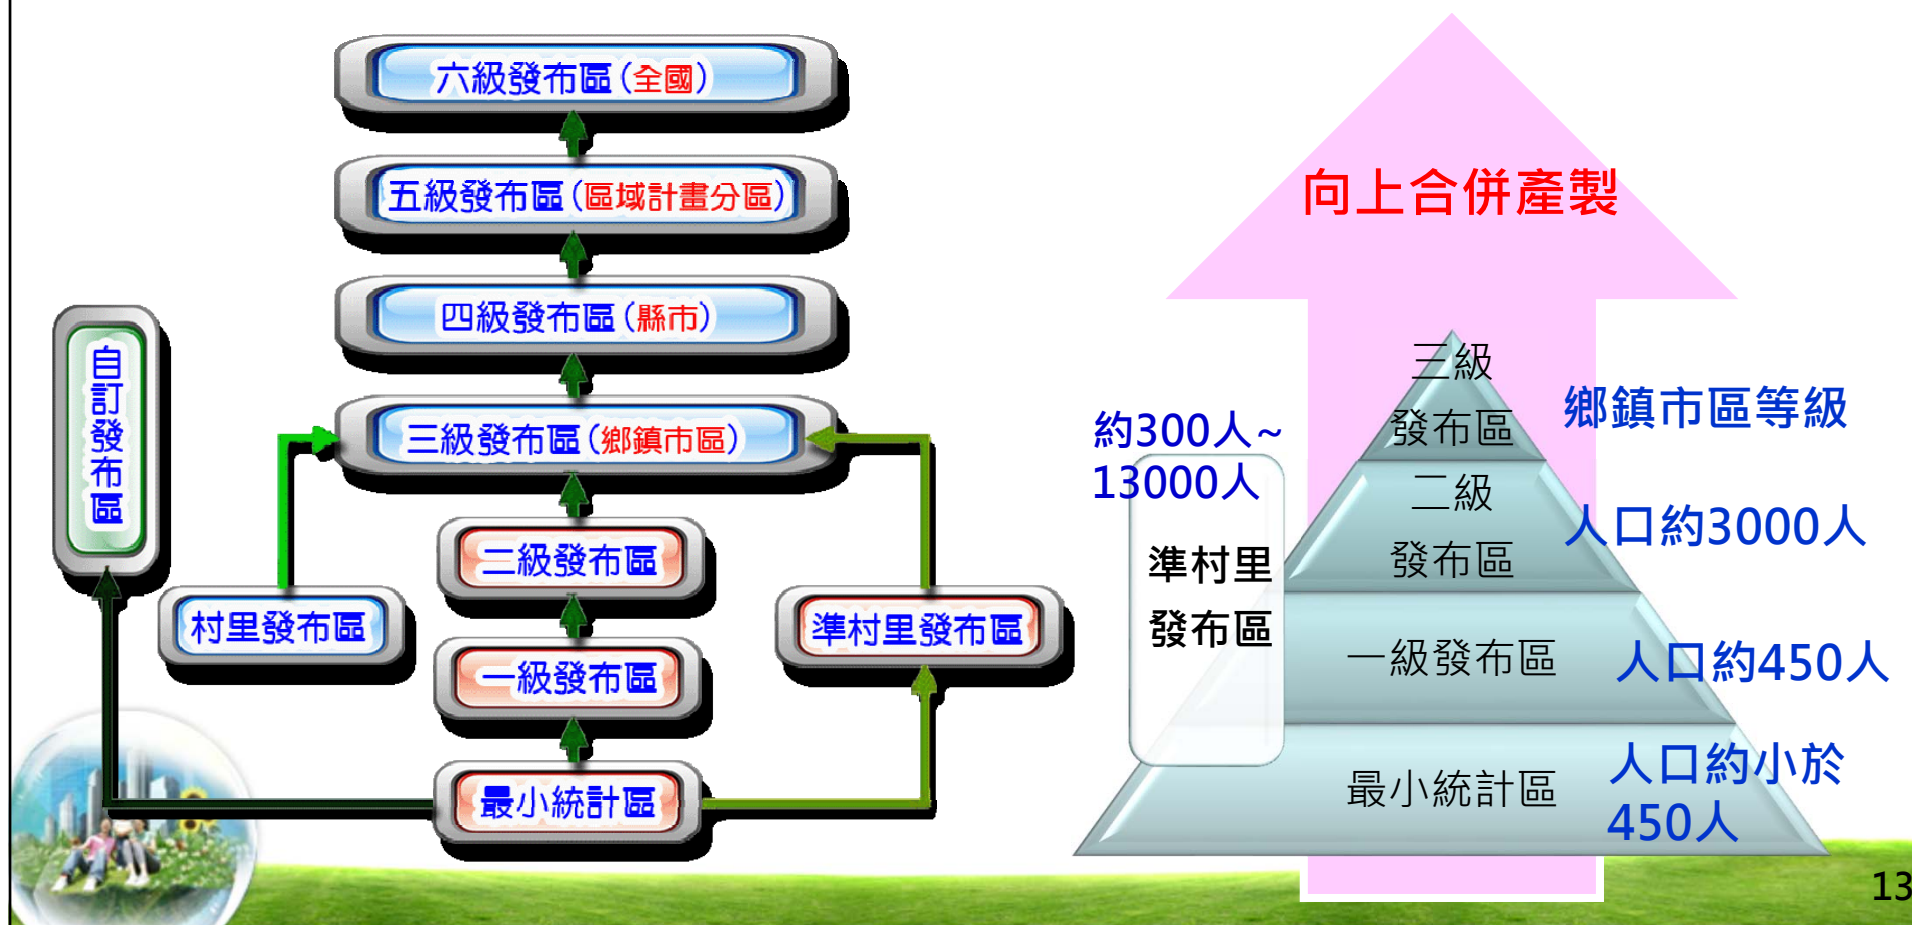 六級發布區(全國)
五級發布區(區域計畫分區)
四級發布區(縣市)
三級發布區(鄉鎮市區)
自訂發布區
二級發布區
村里發布區
準村里發布區
一級發布區
最小統計區
向上合併產製
三級
發布區
鄉鎮市區等級
約300人~
13000人
二級
發布區
人口約3000人
準村里
發布區
一級發布區
人口約450人
最小統計區
人口約小於
450人
13